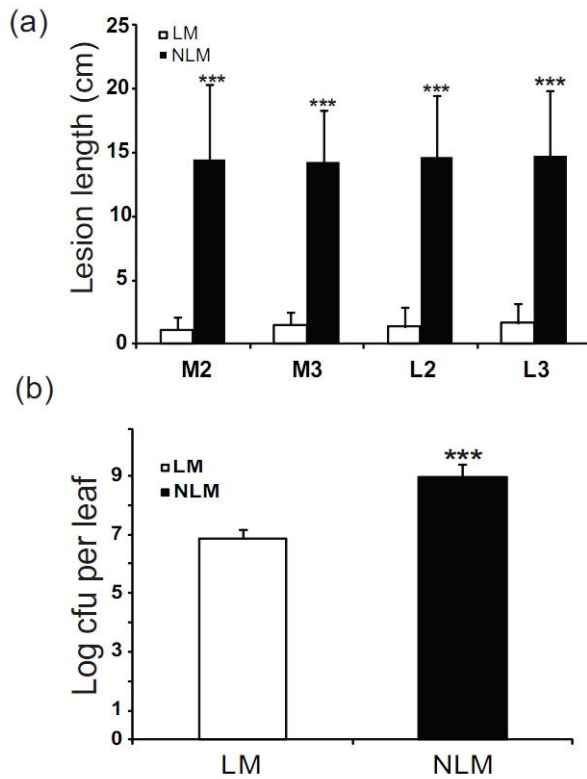 (a)
Lesion length (cm)
25
20
15
10
5
0
LM
NLM
***
***
***
***
M2
M3
L2
L3
(b)
Log cfu per leaf
9
7
5
3
1
0
LM
NLM
***
LM
NLM